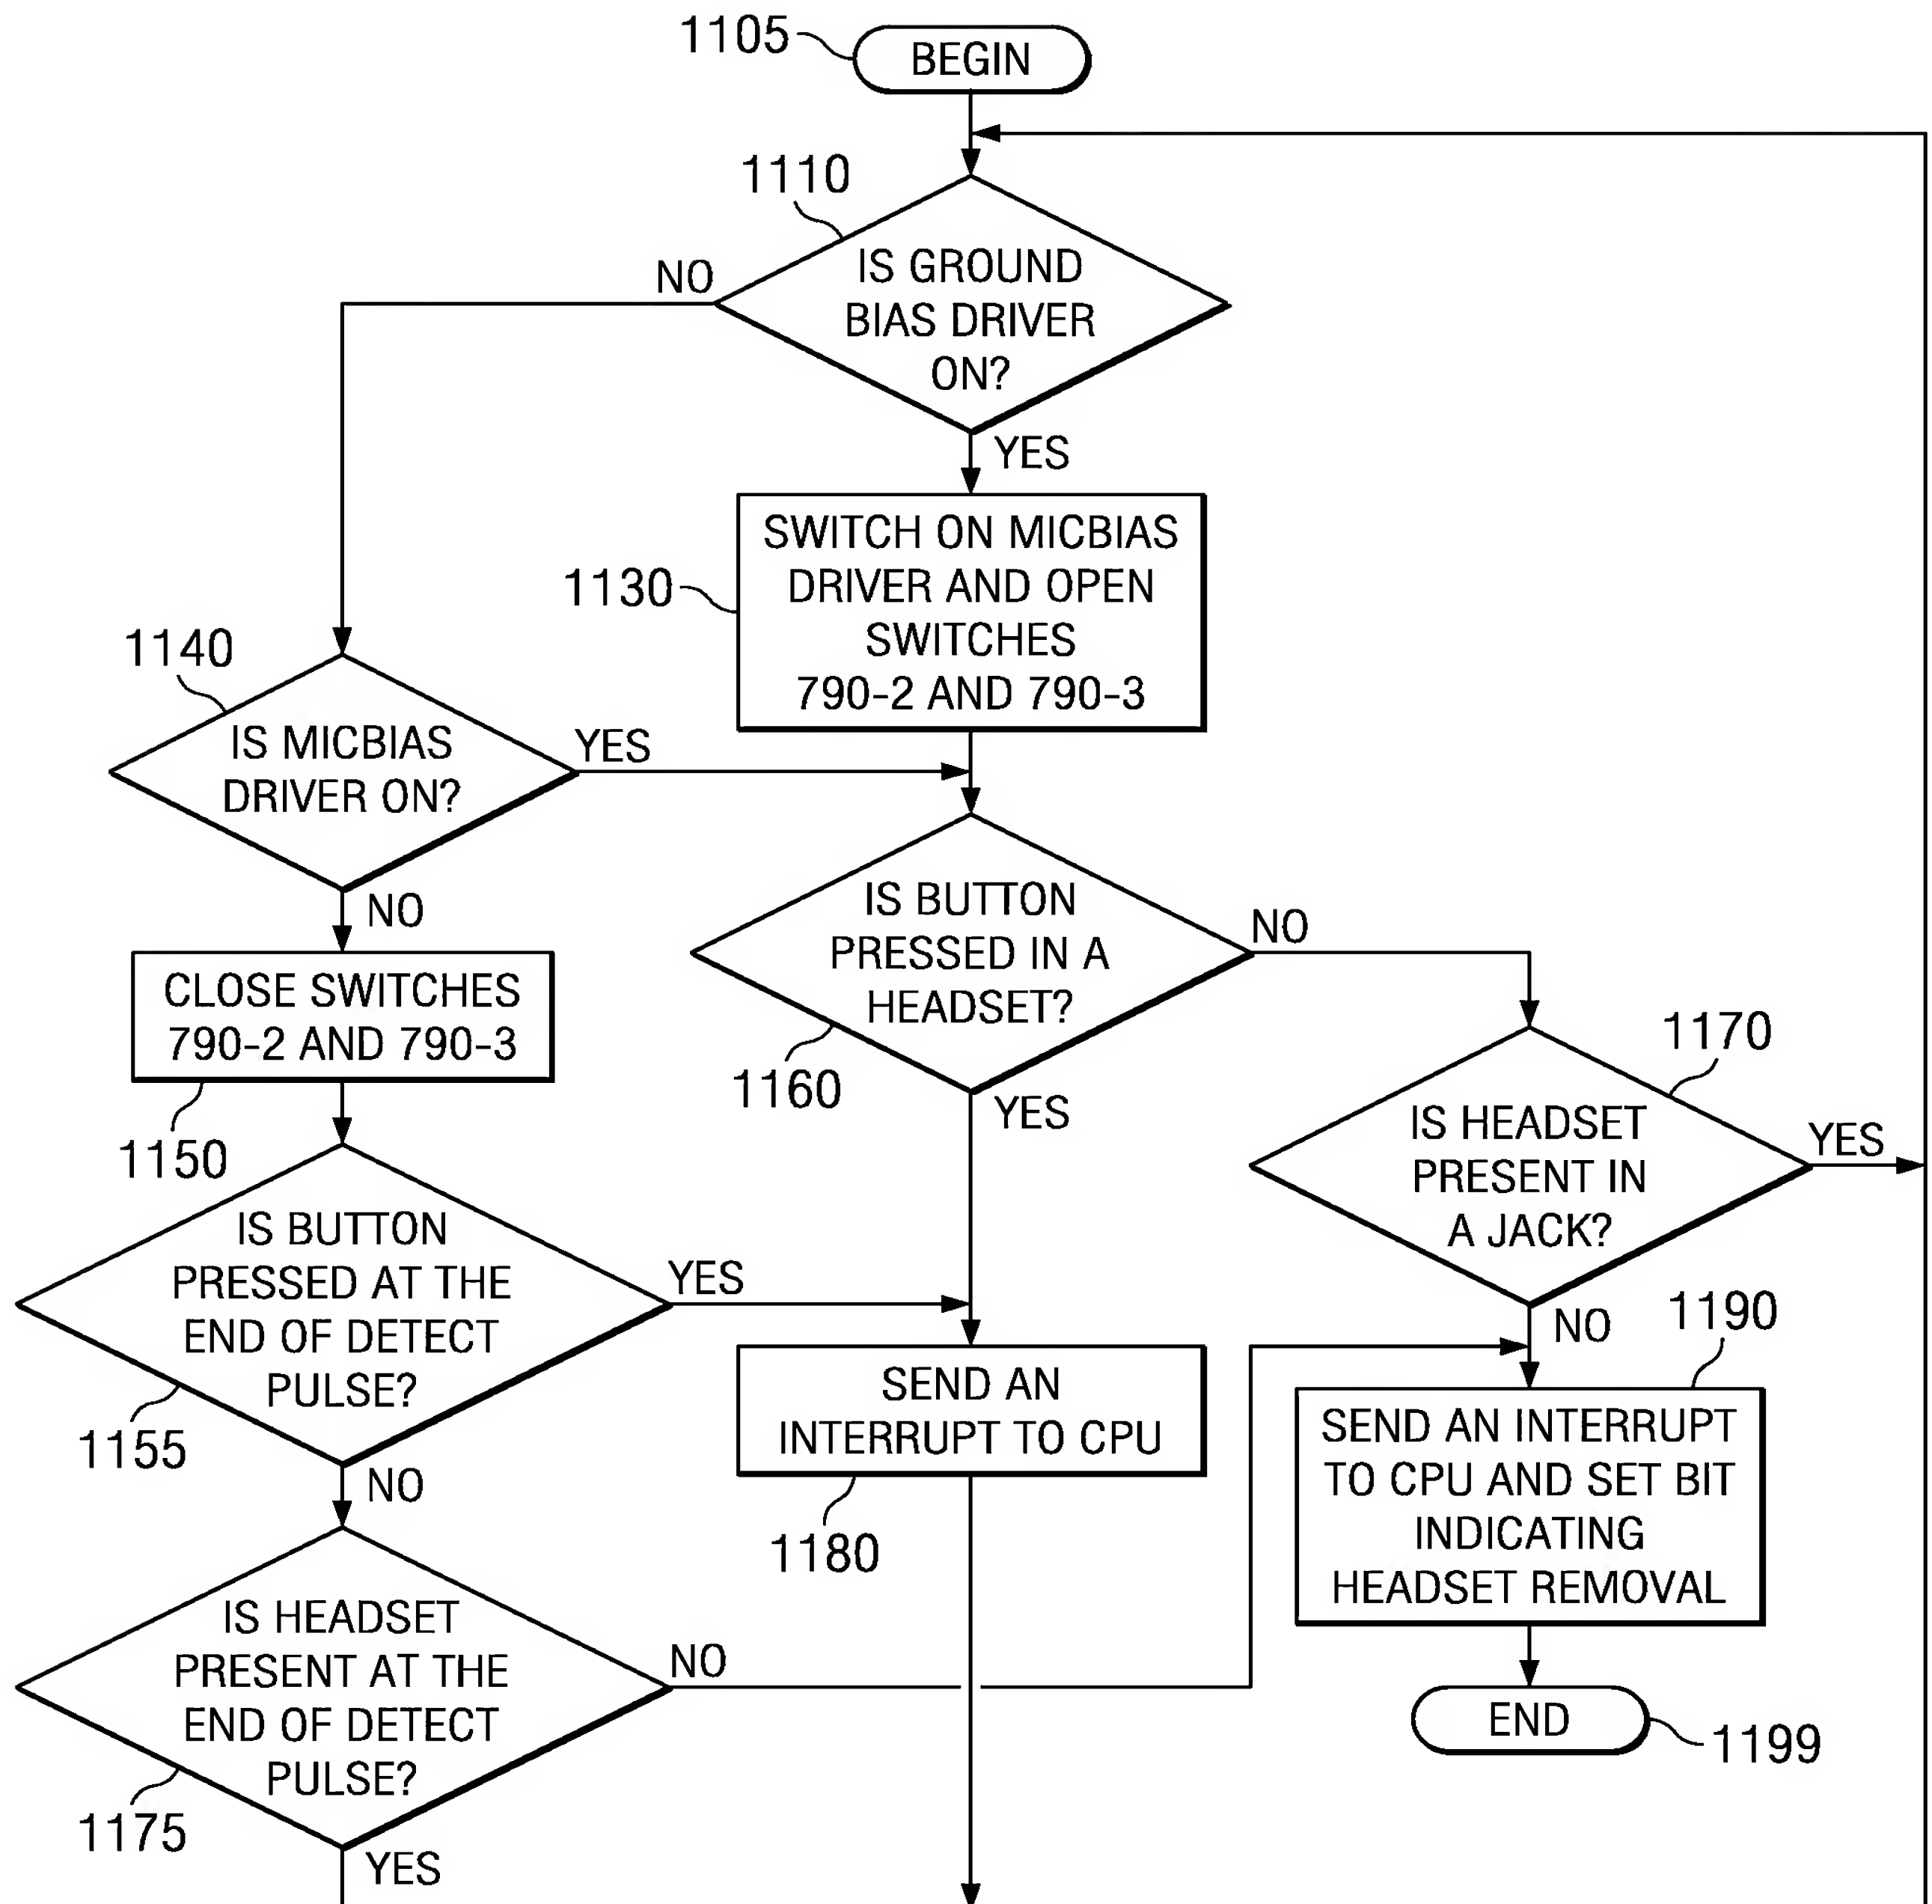 1105
BEGIN
1110
IS GROUND
BIAS DRIVER
ON?
NO
YES
SWITCH ON MICBIAS
DRIVER AND OPEN
SWITCHES
790-2 AND 790-3
1130
1140
IS MICBIAS
DRIVER ON?
YES
NO
CLOSE SWITCHES
790-2 AND 790-3
1150
IS BUTTON
PRESSED IN A
HEADSET?
NO
1160
YES
1170
IS HEADSET
PRESENT IN
A JACK?
YES
NO
IS BUTTON
PRESSED AT THE
END OF DETECT
PULSE?
YES
1155
NO
SEND AN
INTERRUPT TO CPU
1180
1190
SEND AN INTERRUPT
TO CPU AND SET BIT
INDICATING
HEADSET REMOVAL
IS HEADSET
PRESENT AT THE
END OF DETECT
PULSE?
NO
1175
YES
END
1199